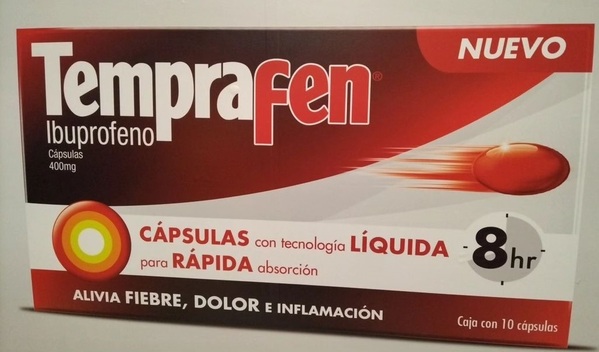 NUEVO
Temprafen®
Ibuprofeno
Cápsulas
400mg
CÁPSULAS con tecnología LÍQUIDA
para RÁPIDA absorción
8hr
ALIVIA FIEBRE, DOLOR E INFLAMACIÓN
Caja con 10 cápsulas